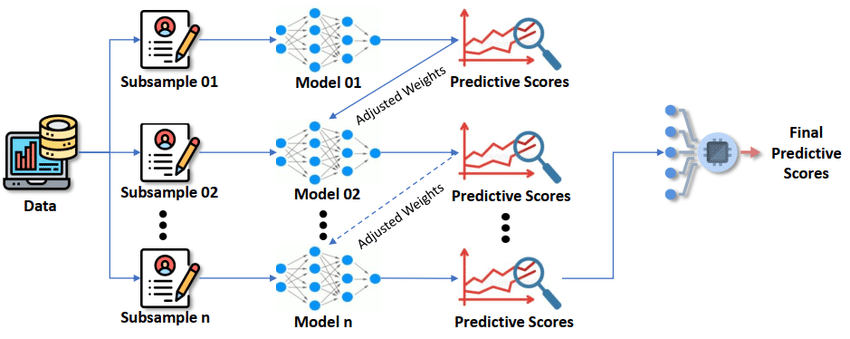 Subsample 01
Model 01
Predictive Scores
Adjusted Weights
Data
Subsample 02
Model 02
Predictive Scores
Final
Predictive
Scores
Adjusted Weights
Subsample n
Model n
Predictive Scores